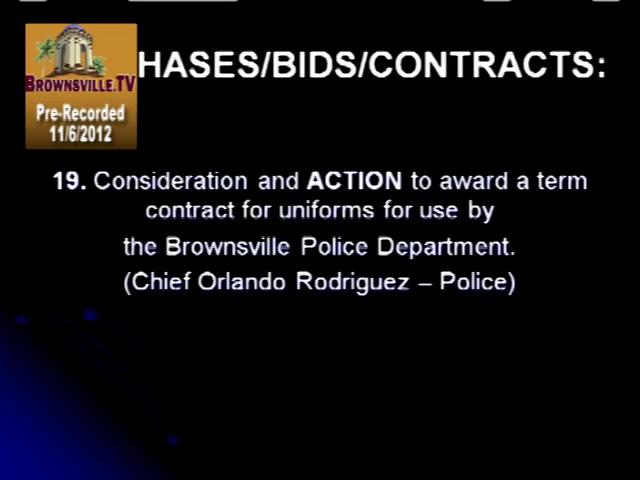 HASES/BIDS/CONTRACTS:
BROWNSVILLE.TV
Pre-Recorded
11/6/2012
19. Consideration and ACTION to award a term
contract for uniforms for use by
the Brownsville Police Department.
(Chief Orlando Rodriguez – Police)